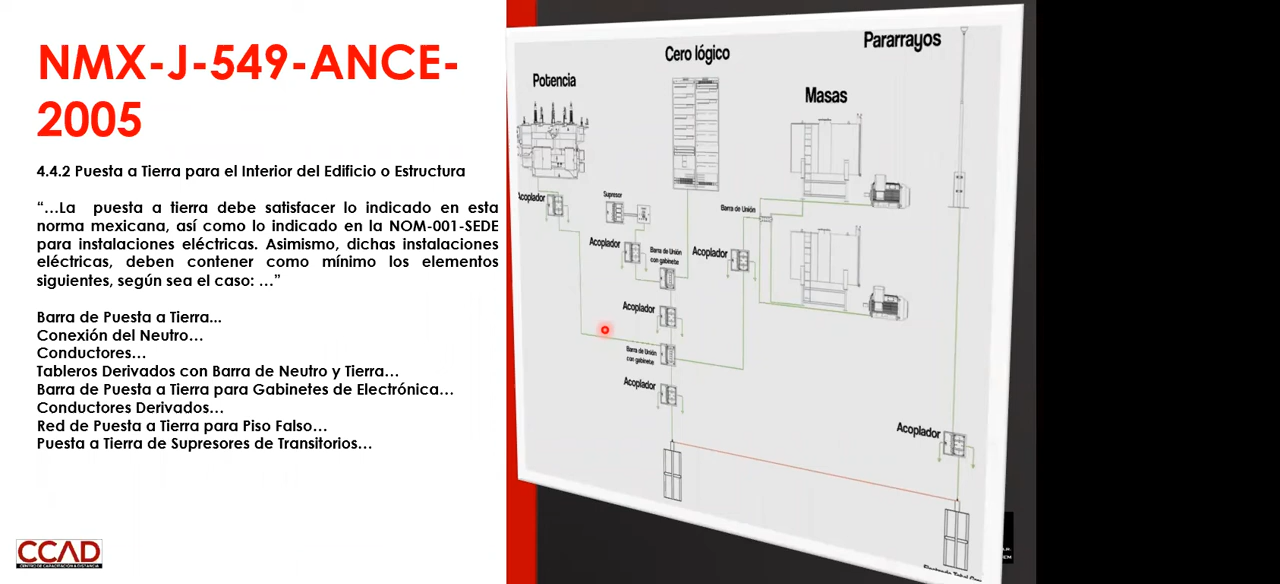 NMX-J-549-ANCE-
2005
4.4.2 Puesta a Tierra para el Interior del Edificio o Estructura
“…La puesta a tierra debe satisfacer lo indicado en esta
norma mexicana, así como lo indicado en la NOM-001-SEDE
para instalaciones eléctricas. Asimismo, dichas instalaciones
eléctricas, deben contener como mínimo los elementos
siguientes, según sea el caso: …”
Barra de Puesta a Tierra...
Conexión del Neutro…
Conductores…
Tableros Derivados con Barra de Neutro y Tierra…
Barra de Puesta a Tierra para Gabinetes de Electrónica…
Conductores Derivados…
Red de Puesta a Tierra para Piso Falso…
Puesta a Tierra de Supresores de Transitorios…
CCAD
CENTRO DE CAPACITACIÓN A DISTANCIA
Potencia
Cero lógico
Masas
Pararrayos
Acoplador
Supresor
Acoplador
Barra de Unión
con gabinete
Acoplador
Barra de Unión
Acoplador
Barra de Unión
con gabinete
Acoplador
Acoplador